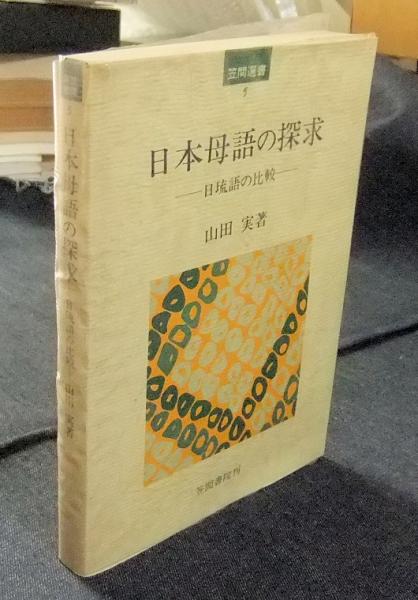 笠間選書
5
日本母語の探求
―日琉語の比較―
山田 実著
笠間書院刊
日本母語の探求
日琉語の比較
山田 実著